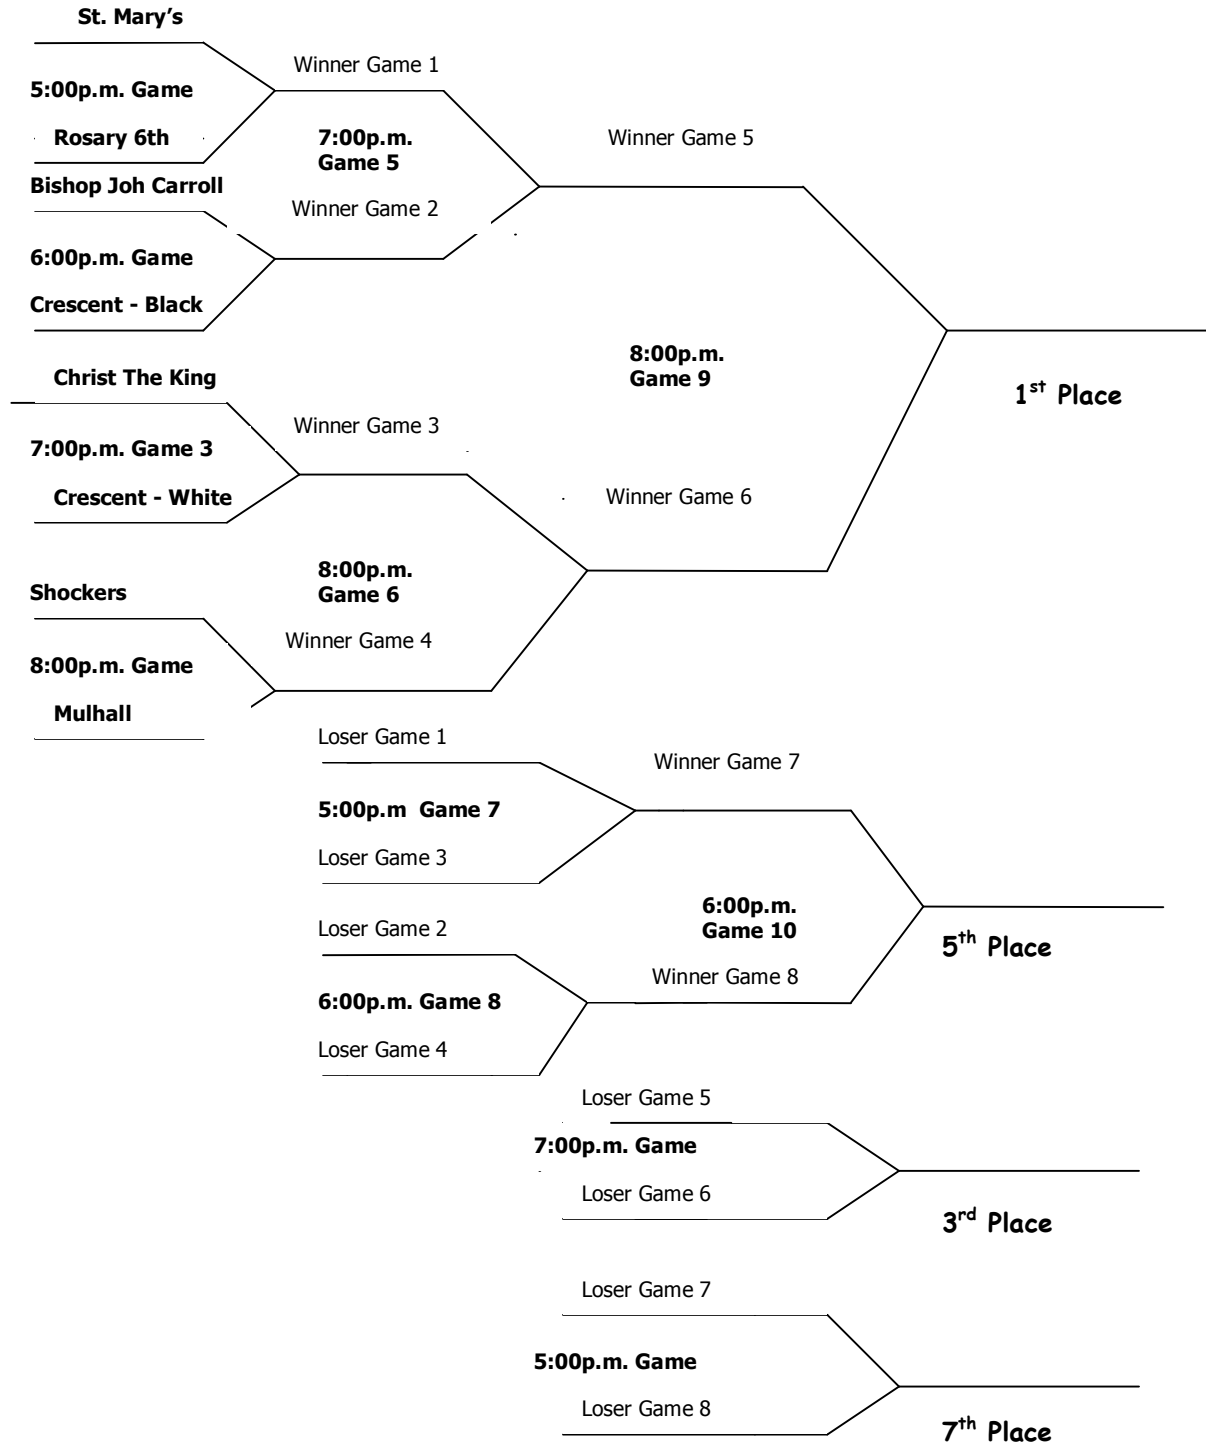 St. Mary’s
Winner Game 1
5:00p.m. Game
Rosary 6th
7:00p.m.
Game 5
Winner Game 5
Bishop Joh Carroll
Winner Game 2
6:00p.m. Game
Crescent - Black
8:00p.m.
Game 9
Christ The King
1st Place
Winner Game 3
7:00p.m. Game 3
Crescent - White
Winner Game 6
8:00p.m.
Game 6
Shockers
Winner Game 4
8:00p.m. Game
Mulhall
Loser Game 1
Winner Game 7
5:00p.m  Game 7
Loser Game 3
6:00p.m.
Game 10
Loser Game 2
5th Place
Winner Game 8
6:00p.m. Game 8
Loser Game 4
Loser Game 5
7:00p.m. Game
Loser Game 6
3rd Place
Loser Game 7
5:00p.m. Game
Loser Game 8
7th Place